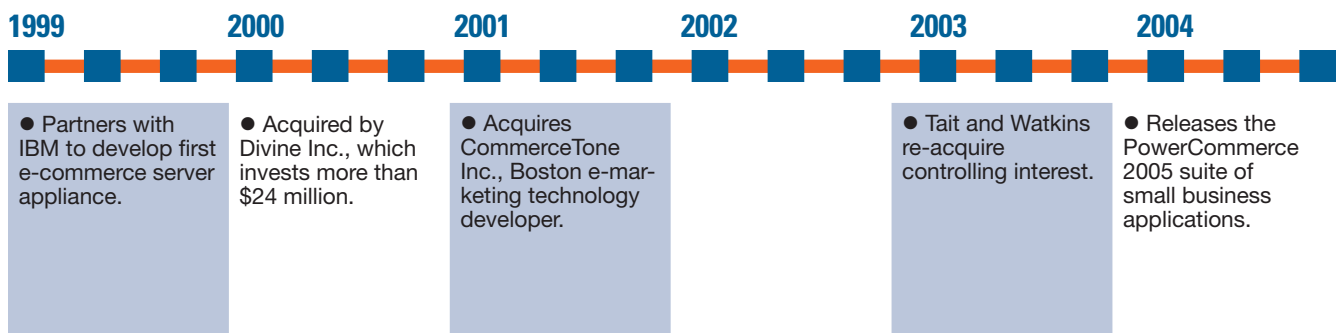 1999 2000 2001 2002 2003 2004
● Partners with
IBM to develop first
e-commerce server
appliance.
● Acquired by
Divine Inc., which
invests more than
$24 million.
● Acquires
CommerceTone
Inc., Boston e-mar-
keting technology
developer.
● Tait and Watkins
re-acquire
controlling interest.
● Releases the
PowerCommerce
2005 suite of
small business
applications.